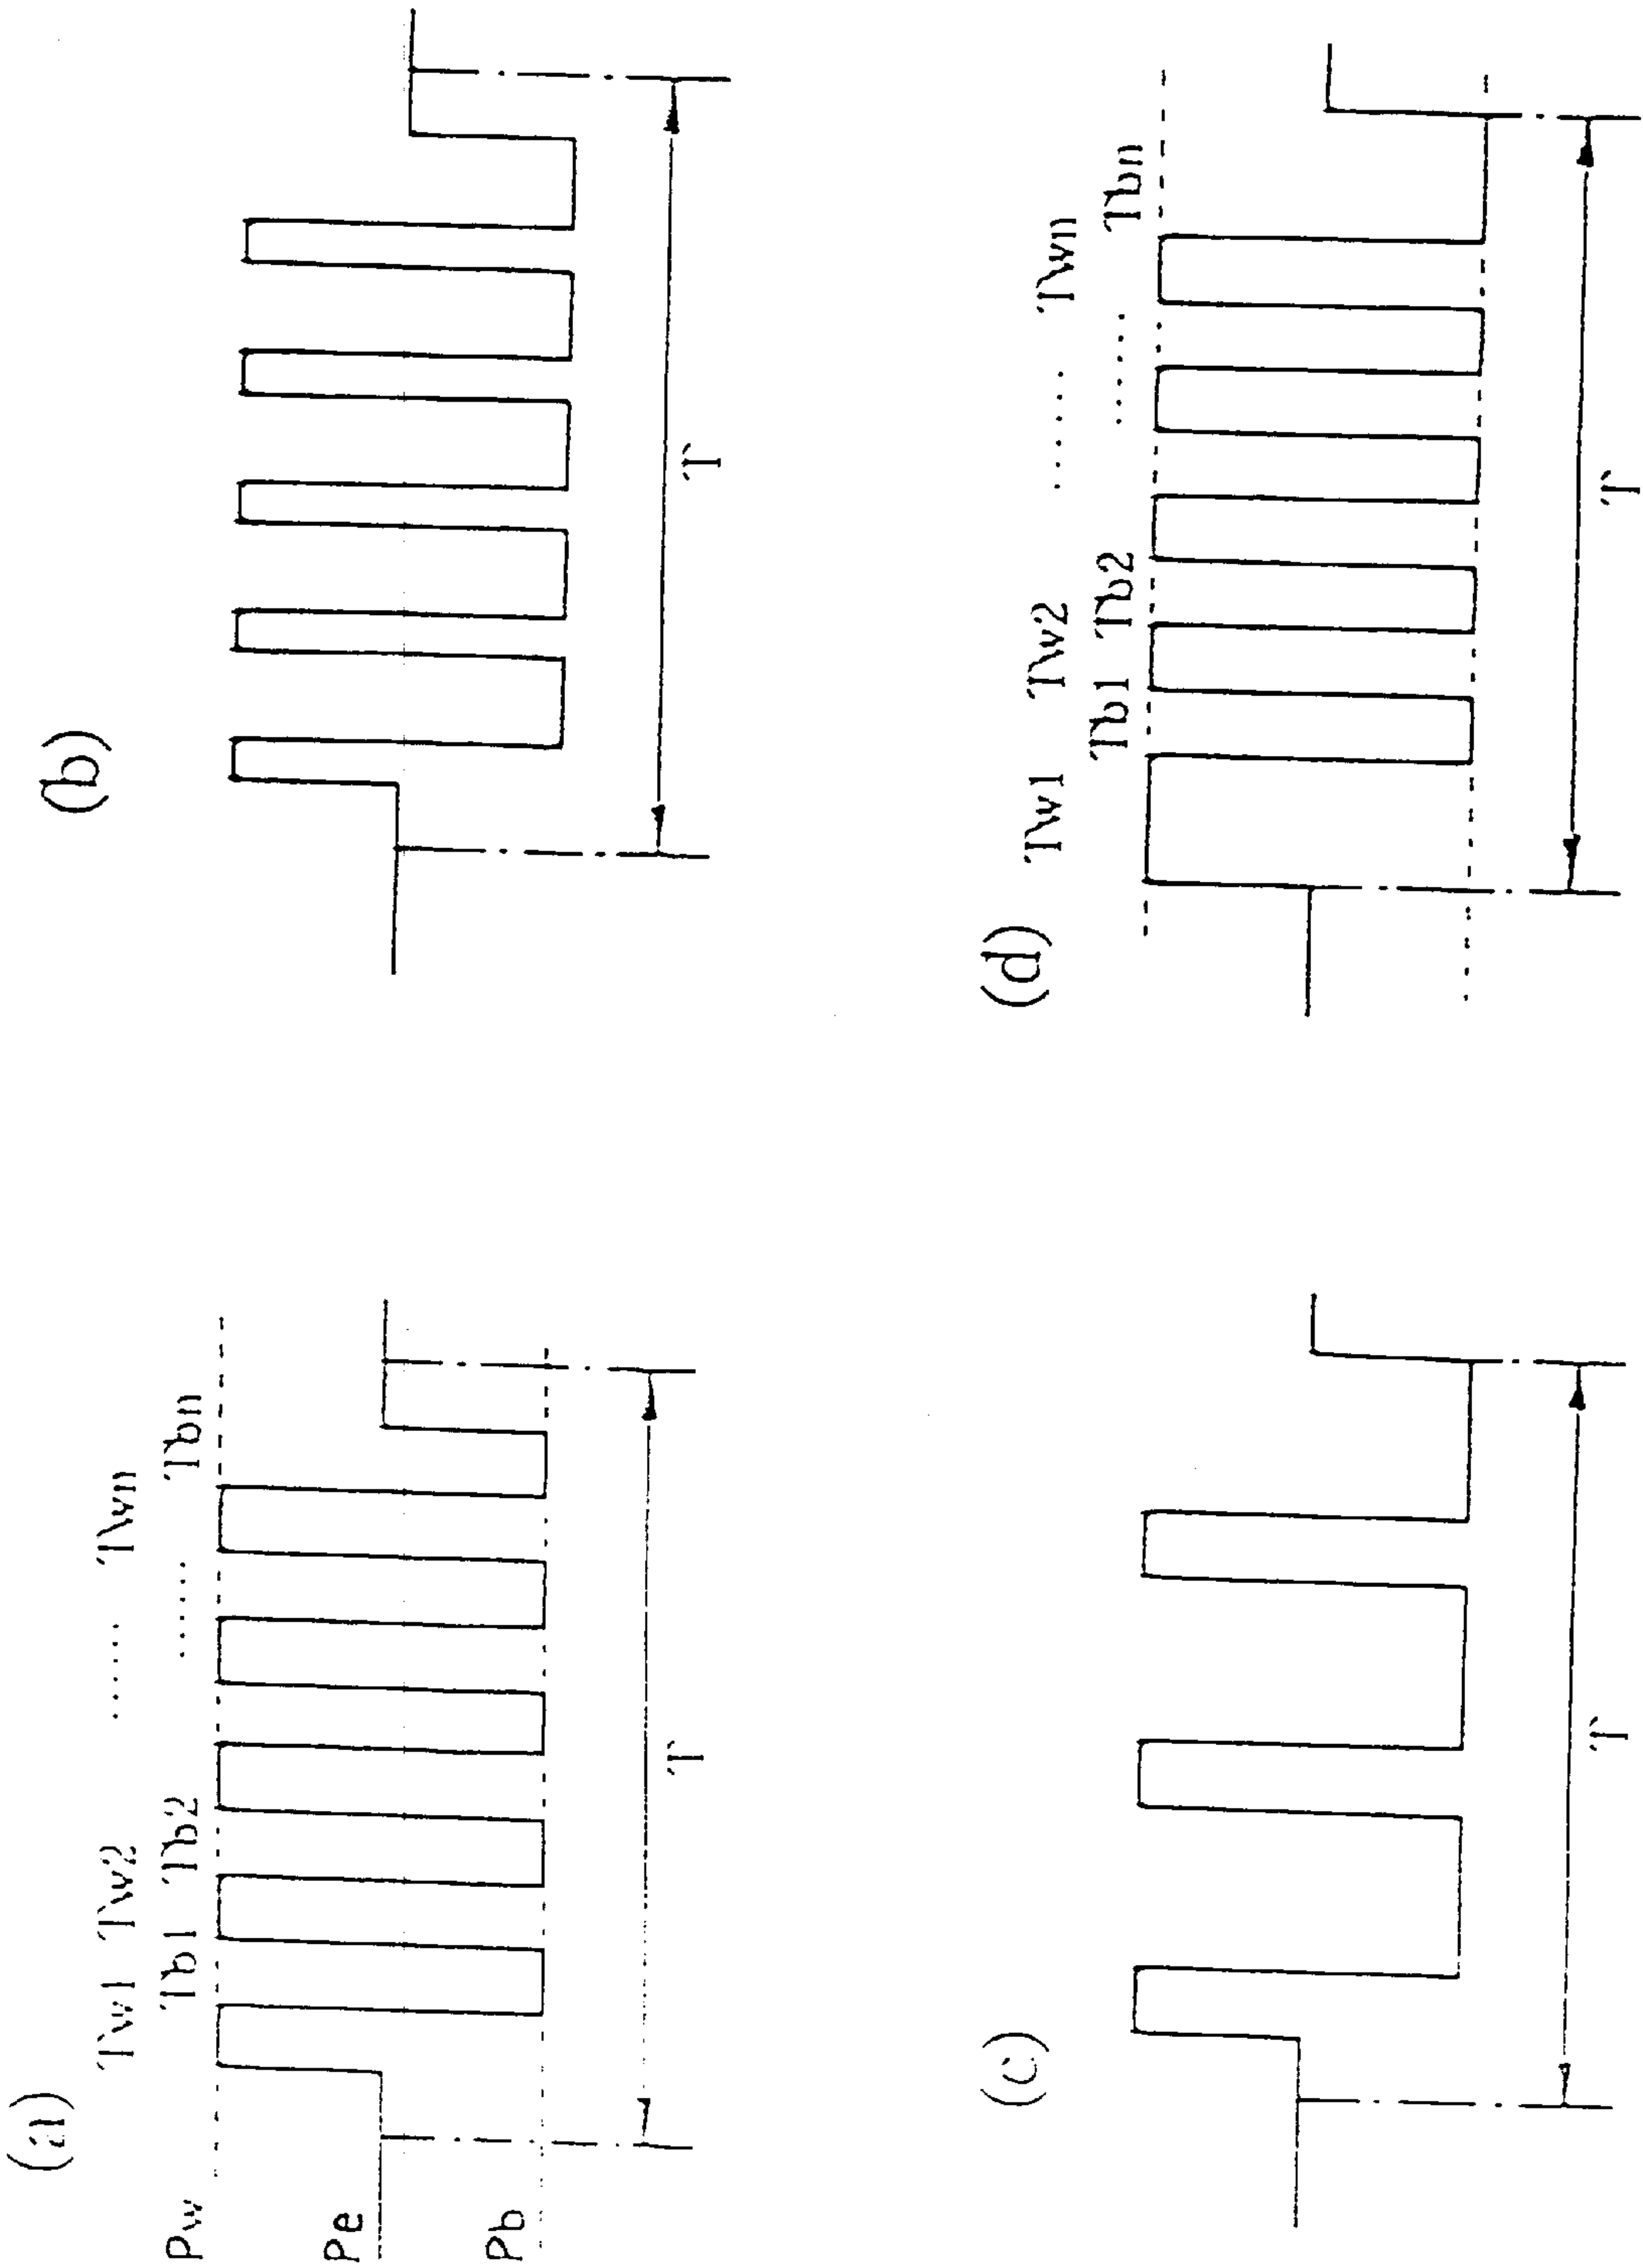 (a)
Tw1 Tw2 ...... Twn
Tb1 Tb2 ...... Tbn
Pw
Pe
Pb
T
(b)
T
(c)
T
(d)
Tw1 Tw2 ...... Twn
Tb1 Tb2 ...... Tbn
T